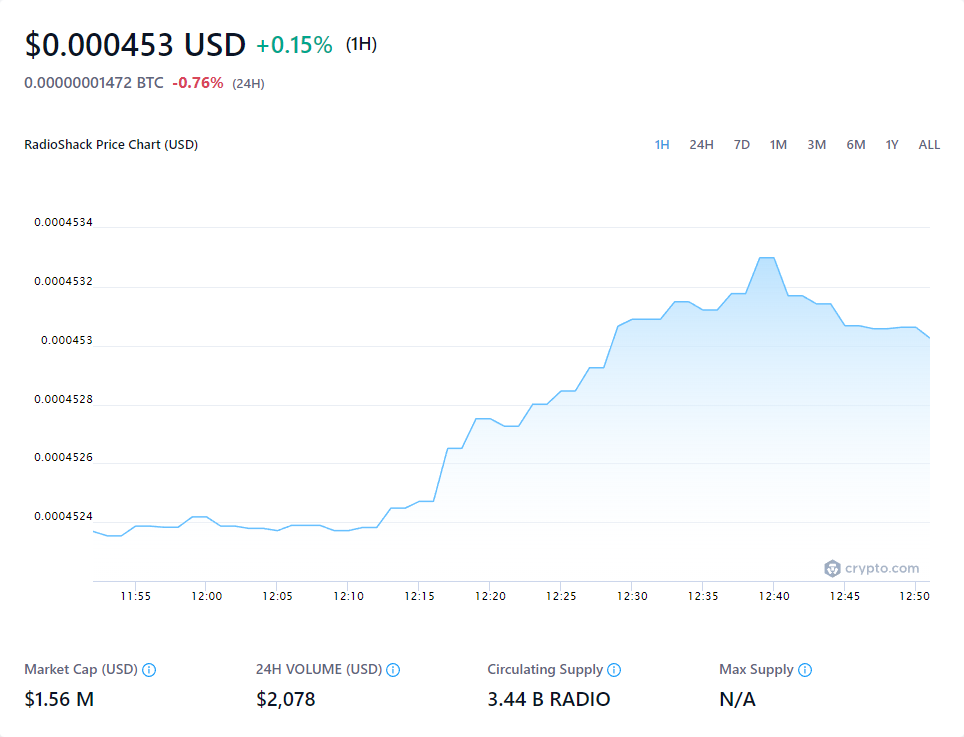 $0.000453 USD +0.15% (1H)
0.00000001472 BTC -0.76% (24H)
RadioShack Price Chart (USD) 1H 24H 7D 1M 3M 6M 1Y ALL
0.0004534
0.0004532
0.000453
0.0004528
0.0004526
0.0004524
crypto.com
11:55 12:00 12:05 12:10 12:15 12:20 12:25 12:30 12:35 12:40 12:45 12:50
Market Cap (USD) 24H VOLUME (USD) Circulating Supply Max Supply
$1.56 M $2,078 3.44 B RADIO N/A